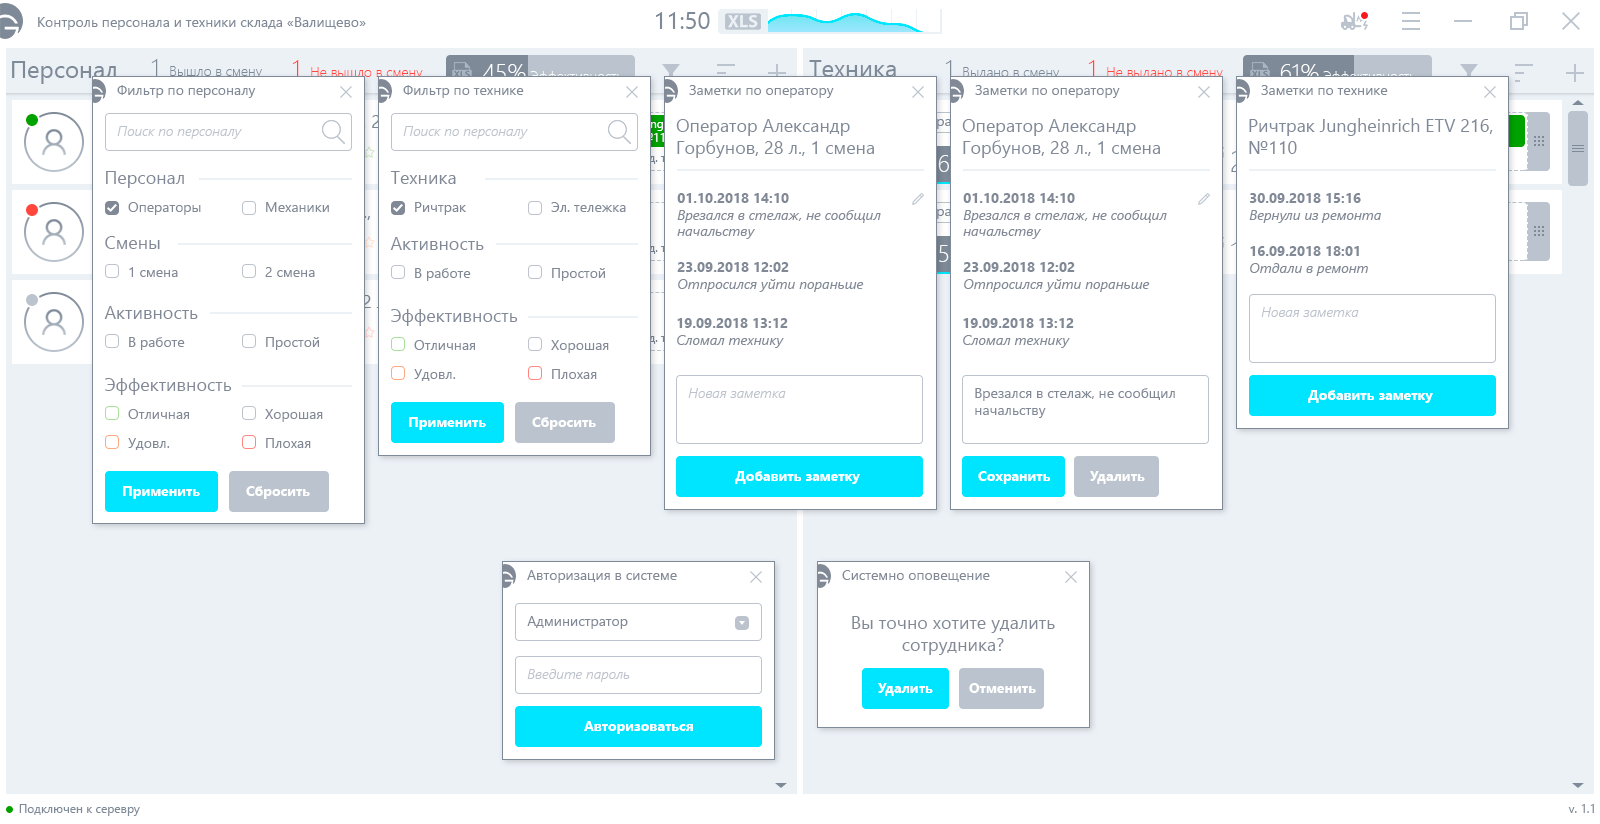 Контроль персонала и техники склада «Валищево»
11:50
XLS
Персонал
1 Вышло в смену
1 Не вышло в смену
XLS 45% Эффективность
Техника
1 Выдано в смену
1 Не выдано в смену
XLS 61% Эффективность
Фильтр по персоналу
Поиск по персоналу
Персонал
Операторы
Механики
Смены
1 смена
2 смена
Активность
В работе
Простой
Эффективность
Отличная
Хорошая
Удовл.
Плохая
Применить
Сбросить
Фильтр по технике
Поиск по персоналу
Техника
Ричтрак
Эл. тележка
Активность
В работе
Простой
Эффективность
Отличная
Хорошая
Удовл.
Плохая
Применить
Сбросить
Заметки по оператору
Оператор Александр
Горбунов, 28 л., 1 смена
01.10.2018 14:10
Врезался в стелаж, не сообщил
начальству
23.09.2018 12:02
Отпросился уйти пораньше
19.09.2018 13:12
Сломал технику
Новая заметка
Добавить заметку
Заметки по оператору
Оператор Александр
Горбунов, 28 л., 1 смена
01.10.2018 14:10
Врезался в стелаж, не сообщил
начальству
23.09.2018 12:02
Отпросился уйти пораньше
19.09.2018 13:12
Сломал технику
Врезался в стелаж, не сообщил
начальству
Сохранить
Удалить
Заметки по технике
Ричтрак Jungheinrich ETV 216,
№110
30.09.2018 15:16
Вернули из ремонта
16.09.2018 18:01
Отдали в ремонт
Новая заметка
Добавить заметку
Авторизация в системе
Администратор
Введите пароль
Авторизоваться
Системно оповещение
Вы точно хотите удалить
сотрудника?
Удалить
Отменить
Подключен к серевру
v. 1.1